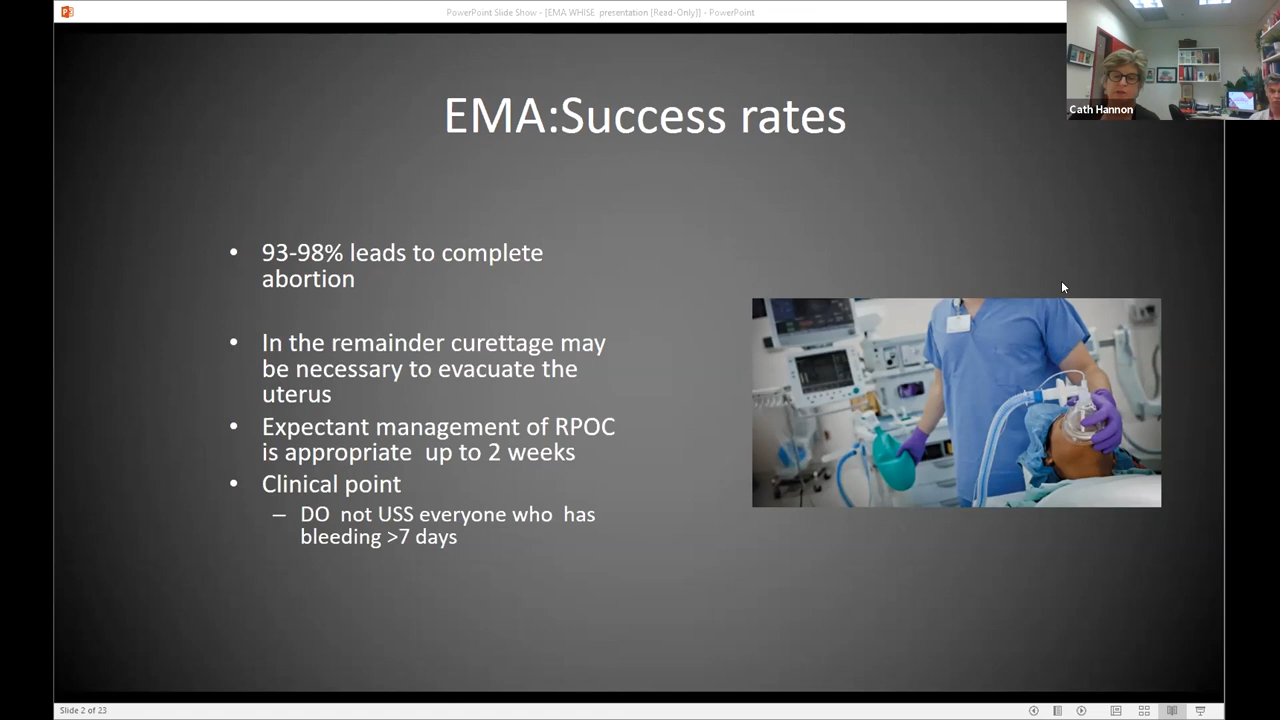 PowerPoint Slide Show - [EMA WHISE presentation [Read-Only]] - PowerPoint
Cath Hannon
EMA:Success rates
• 93-98% leads to complete
abortion
• In the remainder curettage may
be necessary to evacuate the
uterus
• Expectant management of RPOC
is appropriate up to 2 weeks
• Clinical point
– DO not USS everyone who has
bleeding >7 days
Slide 2 of 23